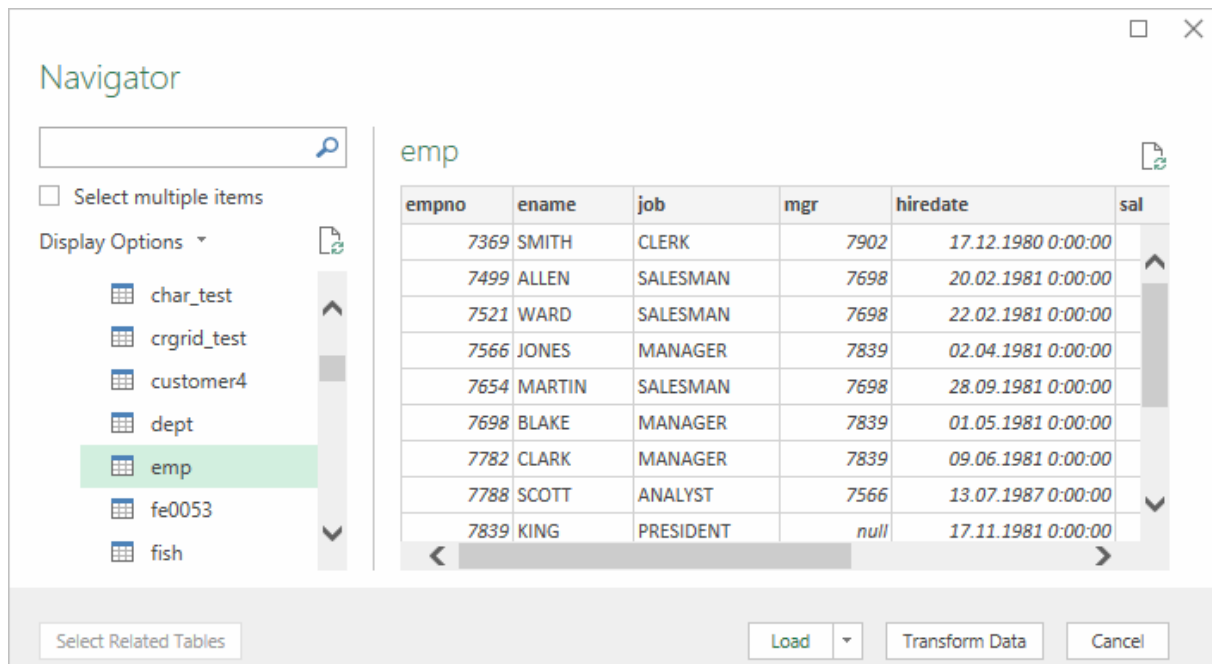 Navigator
Select multiple items
Display Options
char_test
crgrid_test
customer4
dept
emp
fe0053
fish
emp
empno ename job mgr hiredate sal
7369 SMITH CLERK 7902 17.12.1980 0:00:00
7499 ALLEN SALESMAN 7698 20.02.1981 0:00:00
7521 WARD SALESMAN 7698 22.02.1981 0:00:00
7566 JONES MANAGER 7839 02.04.1981 0:00:00
7654 MARTIN SALESMAN 7698 28.09.1981 0:00:00
7698 BLAKE MANAGER 7839 01.05.1981 0:00:00
7782 CLARK MANAGER 7839 09.06.1981 0:00:00
7788 SCOTT ANALYST 7566 13.07.1987 0:00:00
7839 KING PRESIDENT null 17.11.1981 0:00:00
Select Related Tables
Load
Transform Data
Cancel